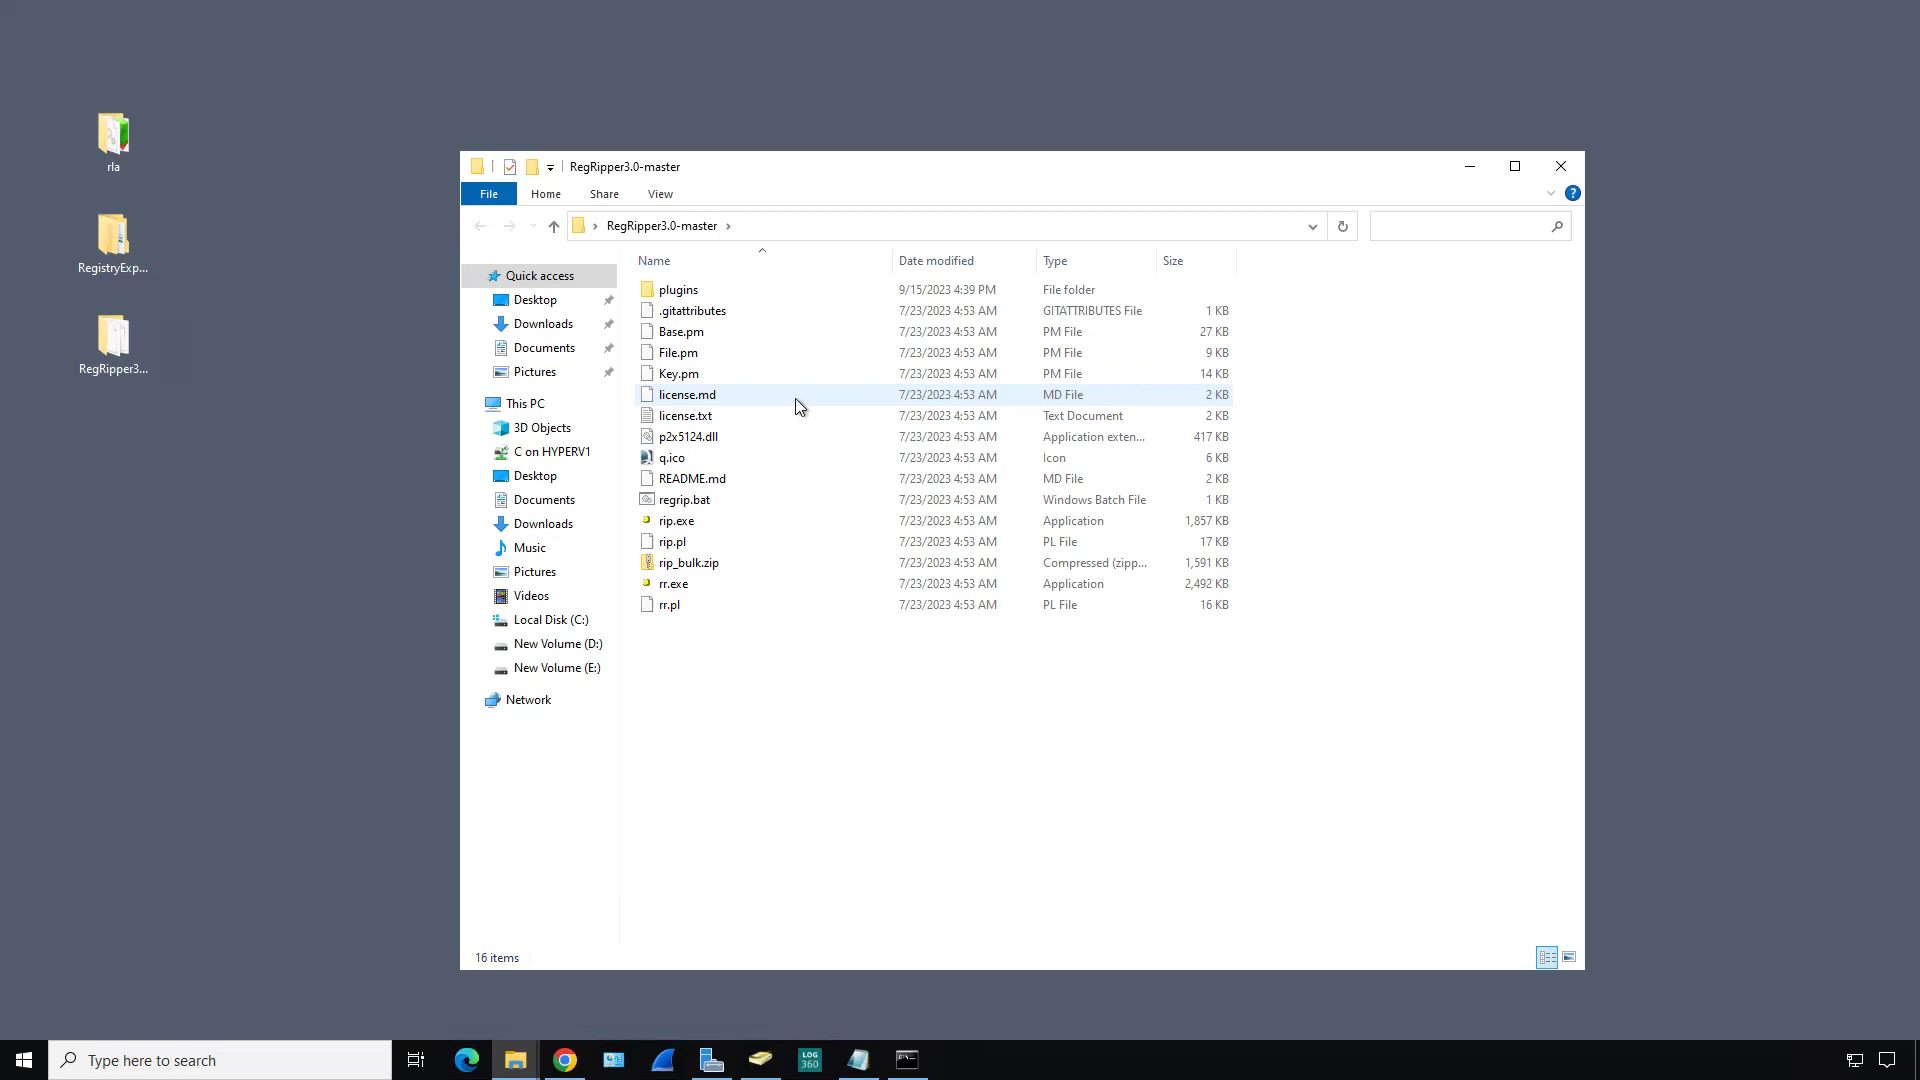 rla
RegistryExp...
RegRipper3...
RegRipper3.0-master
File Home Share View
RegRipper3.0-master
Name Date modified Type Size
plugins 9/15/2023 4:39 PM File folder
.gitattributes 7/23/2023 4:53 AM GITATTRIBUTES File 1 KB
Base.pm 7/23/2023 4:53 AM PM File 27 KB
File.pm 7/23/2023 4:53 AM PM File 9 KB
Key.pm 7/23/2023 4:53 AM PM File 14 KB
license.md 7/23/2023 4:53 AM MD File 2 KB
license.txt 7/23/2023 4:53 AM Text Document 2 KB
p2x5124.dll 7/23/2023 4:53 AM Application exten... 417 KB
q.ico 7/23/2023 4:53 AM Icon 6 KB
README.md 7/23/2023 4:53 AM MD File 2 KB
regrip.bat 7/23/2023 4:53 AM Windows Batch File 1 KB
rip.exe 7/23/2023 4:53 AM Application 1,857 KB
rip.pl 7/23/2023 4:53 AM PL File 17 KB
rip_bulk.zip 7/23/2023 4:53 AM Compressed (zipp... 1,591 KB
rr.exe 7/23/2023 4:53 AM Application 2,492 KB
rr.pl 7/23/2023 4:53 AM PL File 16 KB
Quick access
Desktop
Downloads
Documents
Pictures
This PC
3D Objects
C on HYPERV1
Desktop
Documents
Downloads
Music
Pictures
Videos
Local Disk (C:)
New Volume (D:)
New Volume (E:)
Network
16 items
Type here to search
LOG
360